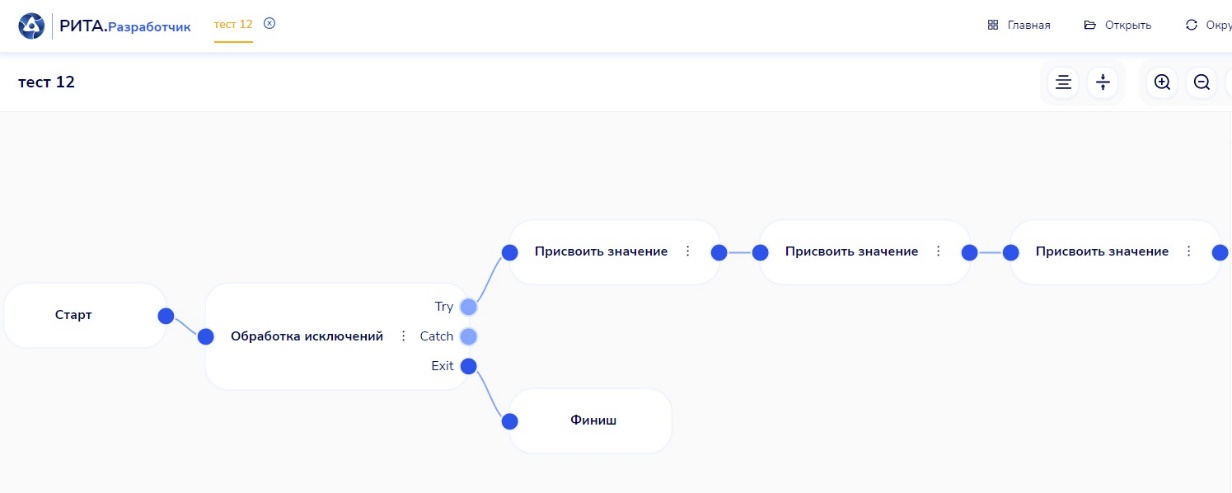 РИТА.Разработчик тест 12 Главная Открыть Окру
тест 12
Присвоить значение Присвоить значение Присвоить значение
Try
Старт
Обработка исключений Catch
Exit
Финиш